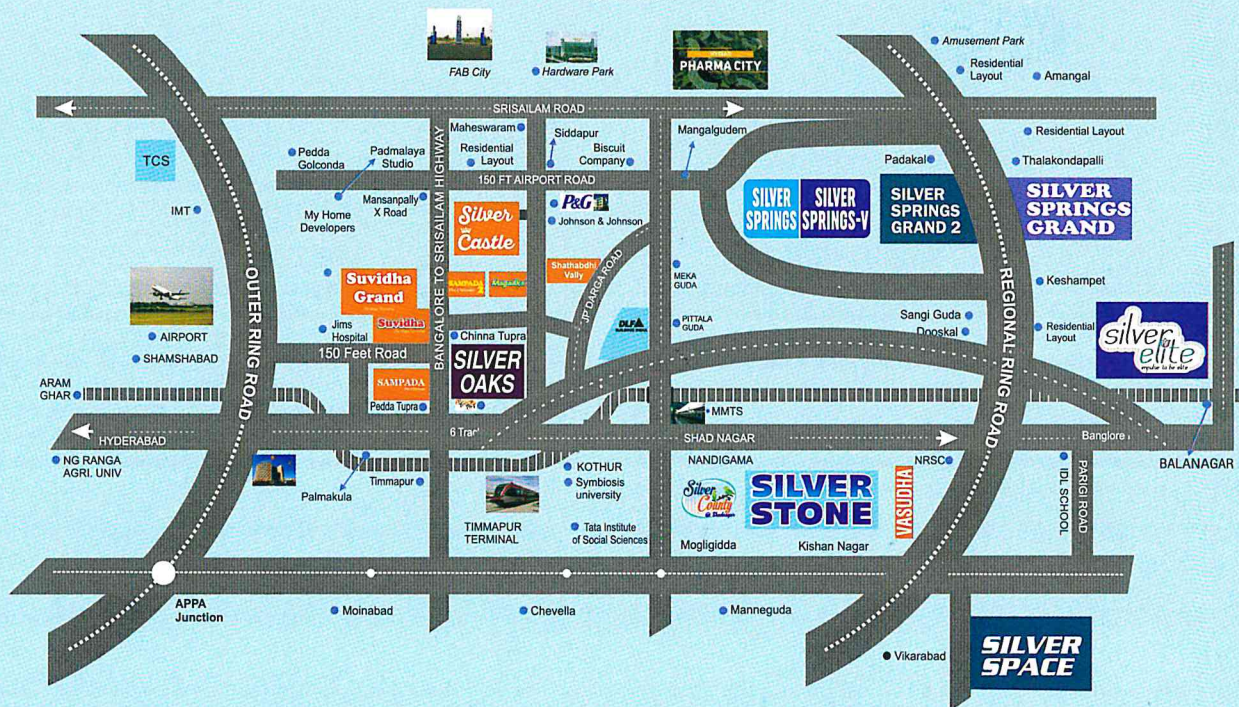 FAB City
Hardware Park
PHARMA CITY
Amusement Park
Residential
Layout
Amangal
SRISAILAM ROAD
TCS
Pedda
Golconda
Padmalaya
Studio
Maheswaram
Residential
Layout
Siddapur
Biscuit
Company
Mangalgudem
Padakal
Residential Layout
Thalakondapalli
150 FT AIRPORT ROAD
IMT
My Home
Developers
Mansanpally
X Road
BANGALORE TO SRISAILAM HIGHWAY
Silver
Castle
P&G
Johnson & Johnson
SILVER
SPRINGS
SILVER
SPRINGS-V
SILVER
SPRINGS
GRAND 2
SILVER
SPRINGS
GRAND
OUTER RING ROAD
REGIONAL RING ROAD
AIRPORT
SHAMSHABAD
Suvidha
Grand
Suvidha
Jims
Hospital
150 Feet Road
SAMPADA
Shathabdhi
Vally
JP DARGA ROAD
MEKA
GUDA
PITTALA
GUDA
DLF
Chinna Tupra
SILVER
OAKS
Keshampet
Sangi Guda
Dooskal
Residential
Layout
silver
elite
ARAM
GHAR
SAMPADA
Pedda Tupra
MMTS
HYDERABAD
6 Trac
SHAD NAGAR
Banglore
BALANAGAR
NG RANGA
AGRI. UNIV
Palmakula
Timmapur
TIMMAPUR
TERMINAL
KOTHUR
Symbiosis
university
Tata Institute
of Social Sciences
NANDIGAMA
Silver
County
SILVER
STONE
VASUDHA
NRSC
IDL SCHOOL
PARIGI ROAD
Mogligidda
Kishan Nagar
APPA
Junction
Moinabad
Chevella
Manneguda
Vikarabad
SILVER
SPACE